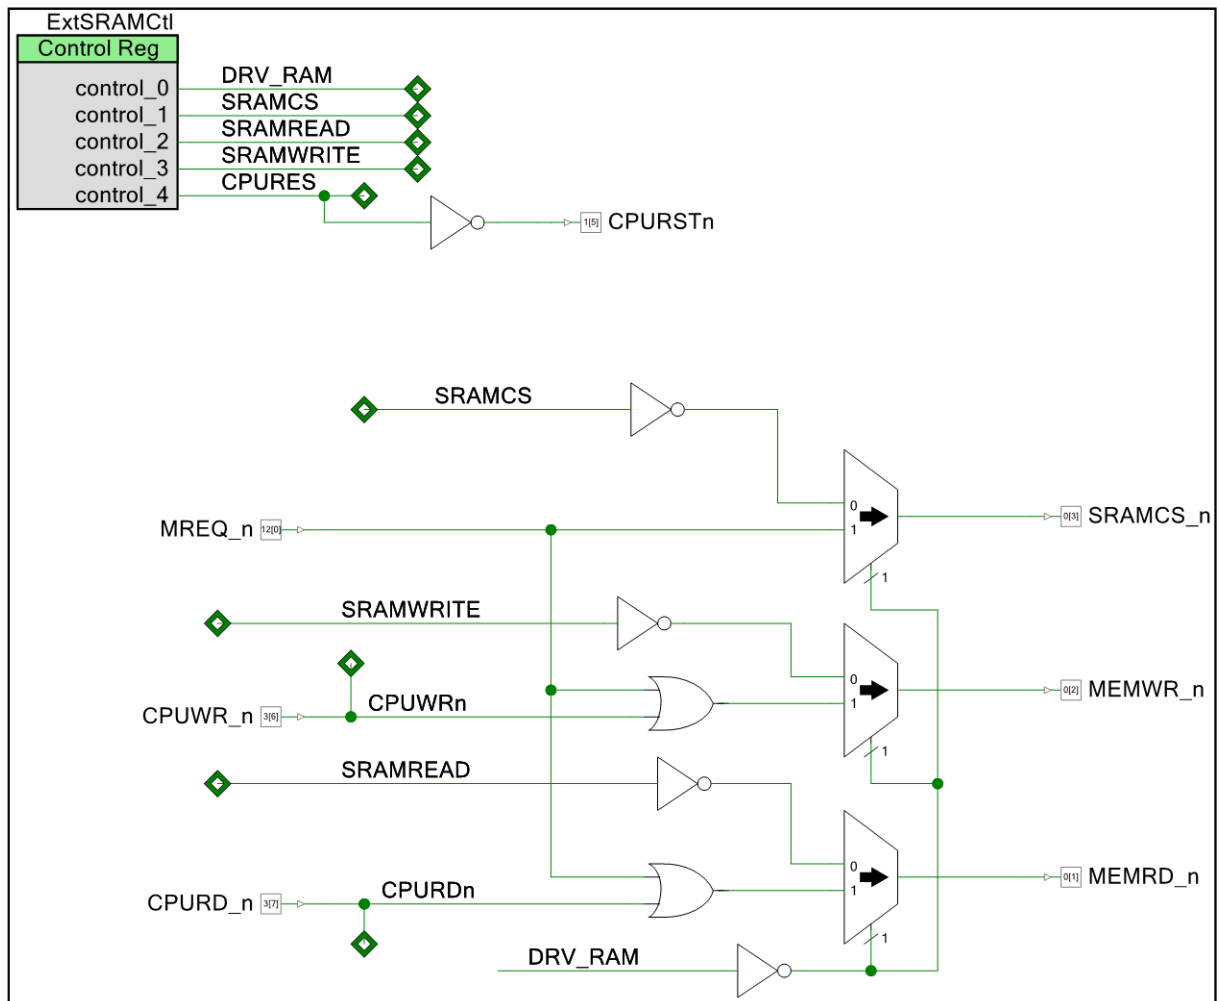 ExtSRAMCtl
Control Reg
control_0 DRV_RAM
control_1 SRAMCS
control_2 SRAMREAD
control_3 SRAMWRITE
control_4 CPURES
1[5] CPURSTn
SRAMCS
0
MREQ_n 12[0] 1 0[3] SRAMCS_n
1
SRAMWRITE
0
CPUWR_n 3[6] CPUWRn 1 0[2] MEMWR_n
1
SRAMREAD
0
CPURD_n 3[7] CPURDn 1 0[1] MEMRD_n
1
DRV_RAM